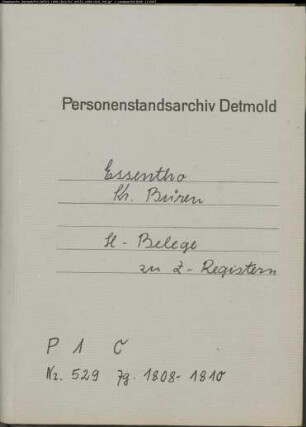 Personenstandsarchiv Detmold
Essentho
Kr. Büren
H - Belege
zu Z - Registern
P 1 C
Nr. 529 Jg. 1808-1810